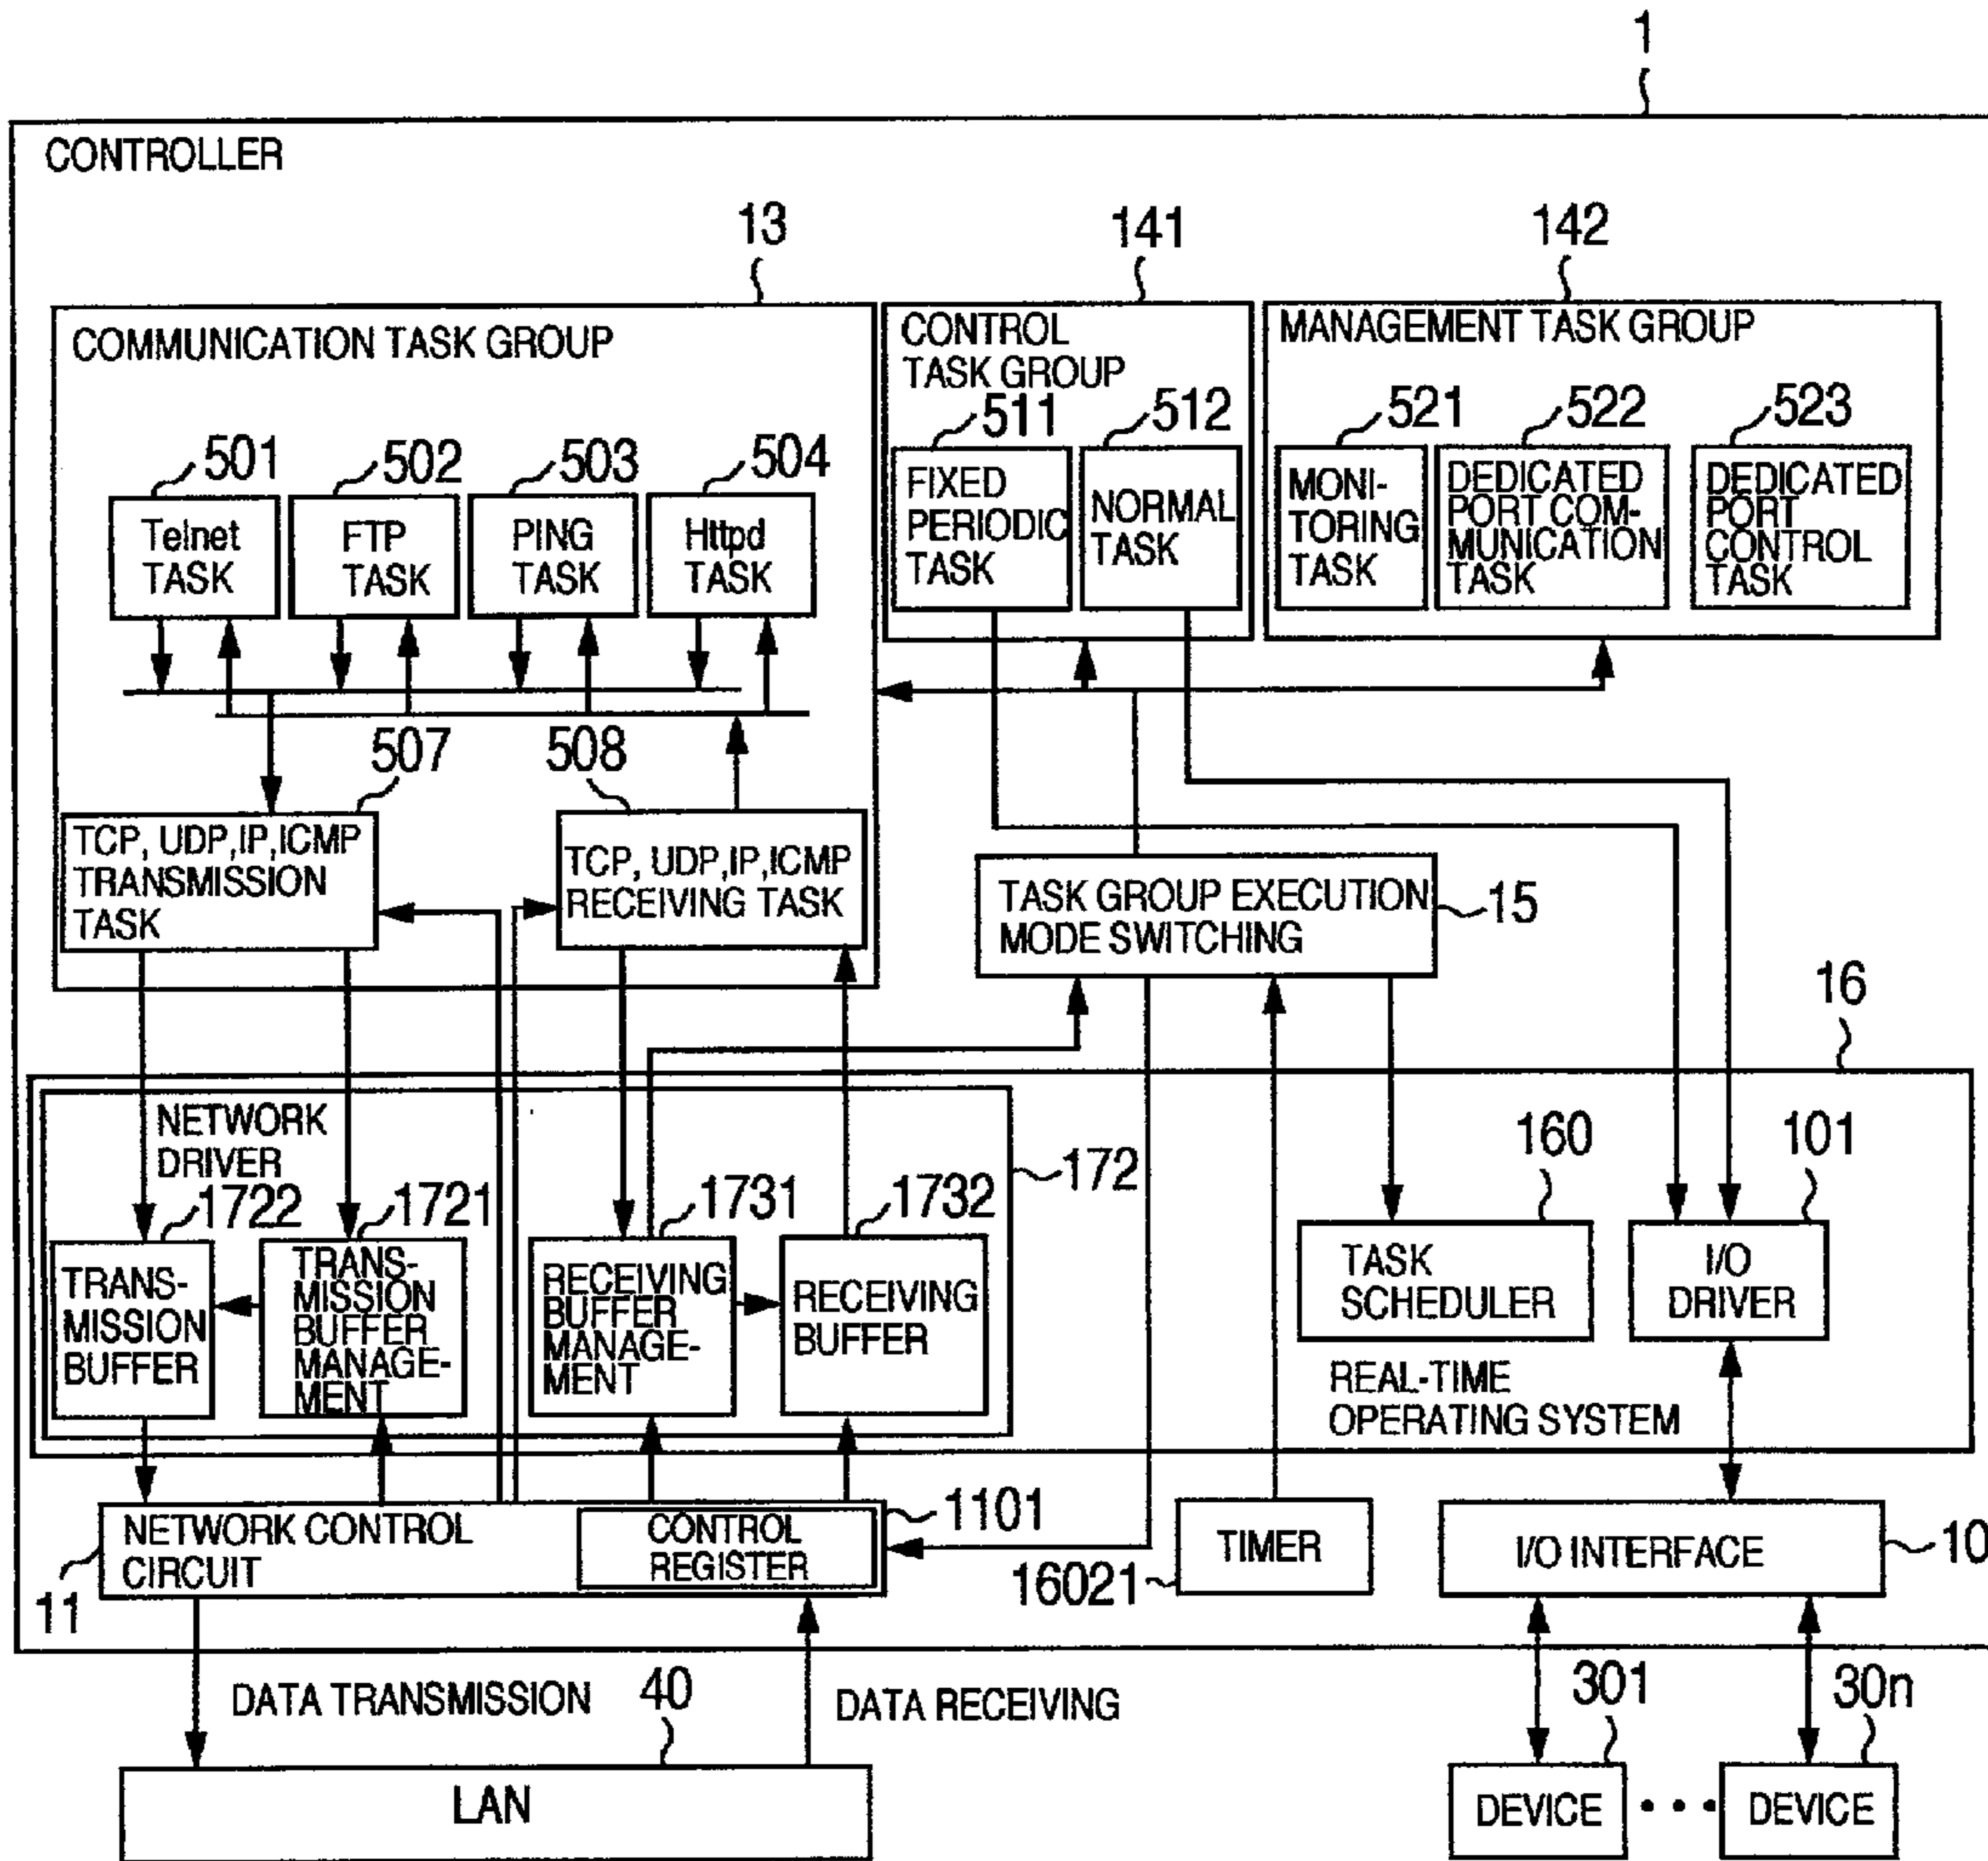 1
CONTROLLER
13
141
142
COMMUNICATION TASK GROUP
CONTROL
TASK GROUP
MANAGEMENT TASK GROUP
501
502
503
504
511
512
521
522
523
Telnet
TASK
FTP
TASK
PING
TASK
Httpd
TASK
FIXED
PERIODIC
TASK
NORMAL
TASK
MONI-
TORING
TASK
DEDICATED
PORT COM-
MUNICATION
TASK
DEDICATED
PORT
CONTROL
TASK
507
508
TCP, UDP,IP,ICMP
TRANSMISSION
TASK
TCP, UDP,IP,ICMP
RECEIVING TASK
TASK GROUP EXECUTION
MODE SWITCHING
15
16
NETWORK
DRIVER
172
160
101
1722
1721
1731
1732
TRANS-
MISSION
BUFFER
TRANS-
MISSION
BUFFER
MANAGE-
MENT
RECEIVING
BUFFER
MANAGE-
MENT
RECEIVING
BUFFER
TASK
SCHEDULER
I/O
DRIVER
REAL-TIME
OPERATING SYSTEM
NETWORK CONTROL
CIRCUIT
CONTROL
REGISTER
1101
TIMER
I/O INTERFACE
10
11
16021
DATA TRANSMISSION
40
DATA RECEIVING
301
30n
LAN
DEVICE
• • •
DEVICE